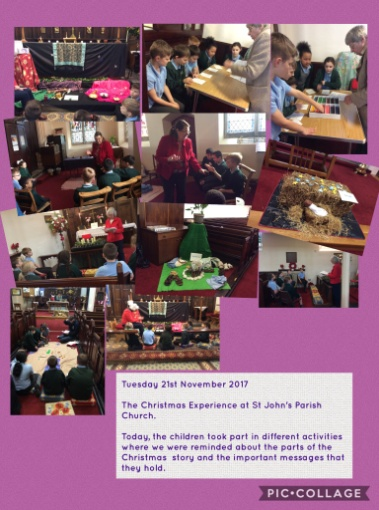 Tuesday 21st November 2017
The Christmas Experience at St John's Parish
Church.
Today, the children took part in different activities
where we were reminded about the parts of the
Christmas story and the important messages that
they hold.
PIC•COLLAGE